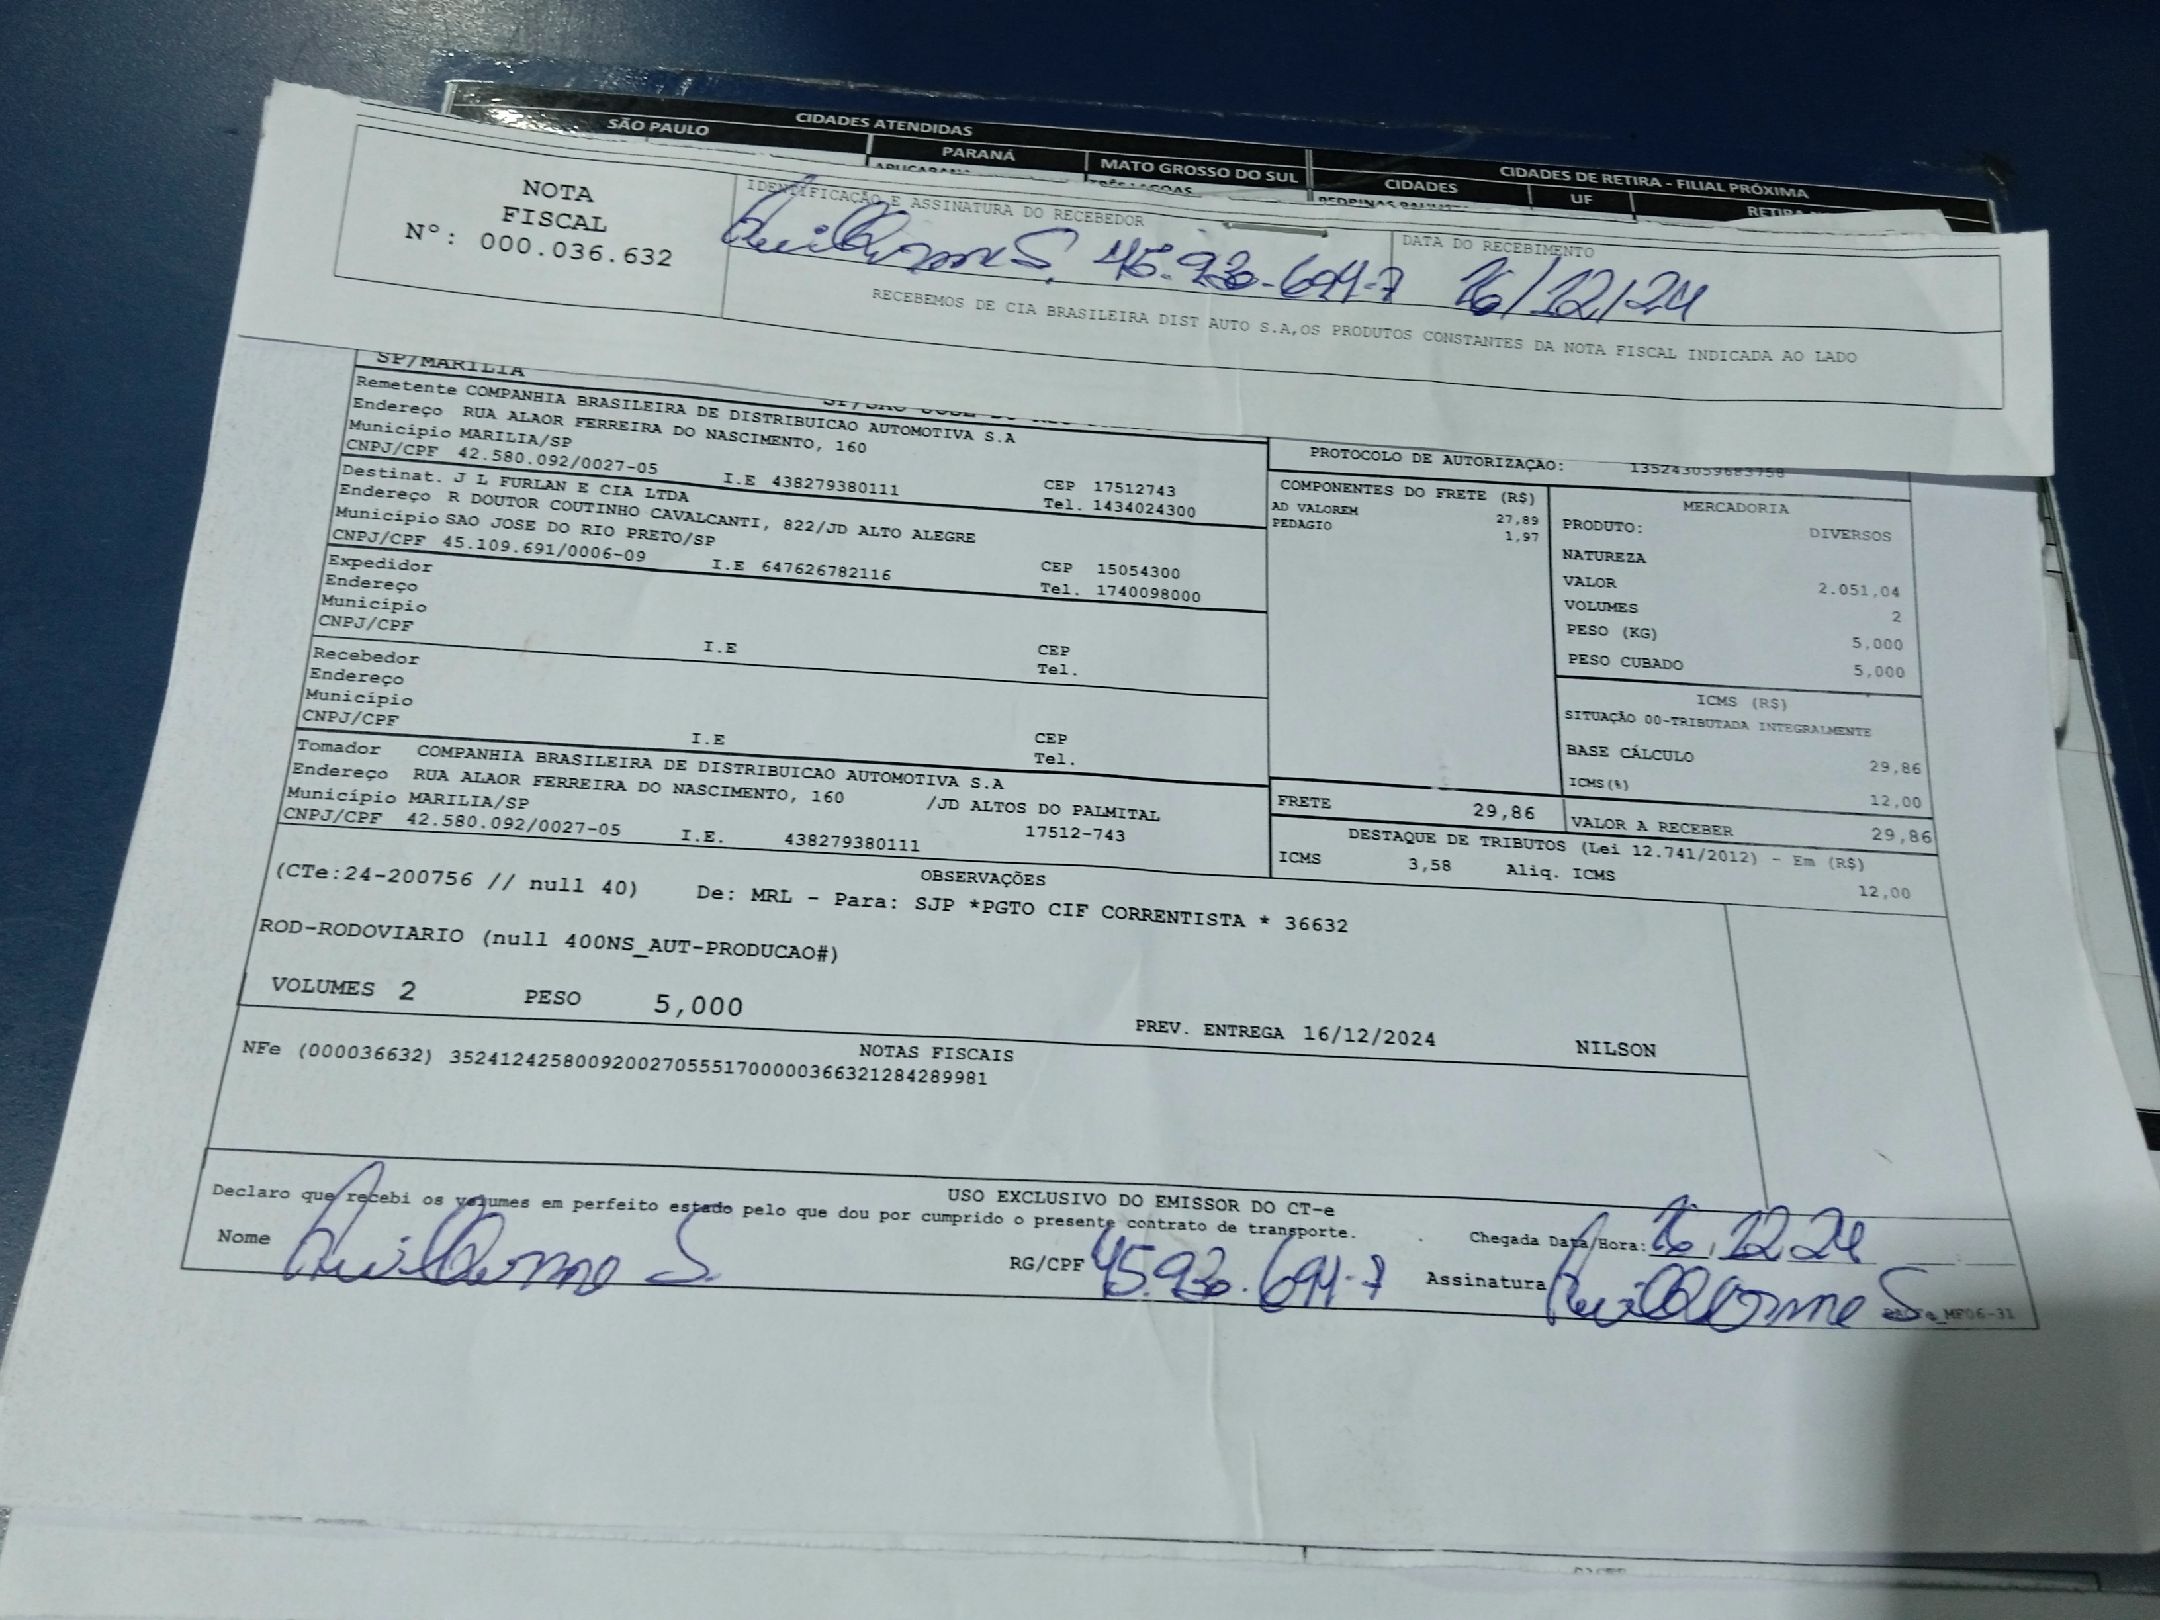 CIDADES ATENDIDAS
SÃO PAULO
PARANÁ
MATO GROSSO DO SUL
CIDADES DE RETIRA - FILIAL PRÓXIMA
CIDADES
UF
NOTA
FISCAL
Nº: 000.036.632
IDENTIFICAÇÃO E ASSINATURA DO RECEBEDOR
Guilherme S. 45.930.694-7
DATA DO RECEBIMENTO
16/12/24
RECEBEMOS DE CIA BRASILEIRA DIST AUTO S.A,OS PRODUTOS CONSTANTES DA NOTA FISCAL INDICADA AO LADO
SP/MARILIA
Remetente COMPANHIA BRASILEIRA DE DISTRIBUICAO AUTOMOTIVA S.A
Endereço RUA ALAOR FERREIRA DO NASCIMENTO, 160
Município MARILIA/SP CEP 17512743
CNPJ/CPF 42.580.092/0027-05 I.E 438279380111 Tel. 1434024300
Destinat. J L FURLAN E CIA LTDA
Endereço R DOUTOR COUTINHO CAVALCANTI, 822/JD ALTO ALEGRE
Município SAO JOSE DO RIO PRETO/SP CEP 15054300
CNPJ/CPF 45.109.691/0006-09 I.E 647626782116 Tel. 1740098000
Expedidor
Endereço
Município CEP
CNPJ/CPF I.E Tel.
Recebedor
Endereço
Município CEP
CNPJ/CPF I.E Tel.
Tomador COMPANHIA BRASILEIRA DE DISTRIBUICAO AUTOMOTIVA S.A
Endereço RUA ALAOR FERREIRA DO NASCIMENTO, 160 /JD ALTOS DO PALMITAL
Município MARILIA/SP 17512-743
CNPJ/CPF 42.580.092/0027-05 I.E. 438279380111
PROTOCOLO DE AUTORIZAÇÃO: 135243059683758
COMPONENTES DO FRETE (R$)
AD VALOREM 27,89
PEDAGIO 1,97
MERCADORIA
PRODUTO: DIVERSOS
NATUREZA
VALOR 2.051,04
VOLUMES 2
PESO (KG) 5,000
PESO CUBADO 5,000
ICMS (R$)
SITUAÇÃO 00-TRIBUTADA INTEGRALMENTE
BASE CÁLCULO 29,86
ICMS(%) 12,00
FRETE 29,86 VALOR A RECEBER 29,86
DESTAQUE DE TRIBUTOS (Lei 12.741/2012) - Em (R$)
ICMS 3,58 Aliq. ICMS 12,00
OBSERVAÇÕES
(CTe:24-200756 // null 40) De: MRL - Para: SJP *PGTO CIF CORRENTISTA * 36632
ROD-RODOVIARIO (null 400NS_AUT-PRODUCAO#)
VOLUMES 2 PESO 5,000 PREV. ENTREGA 16/12/2024 NILSON
NOTAS FISCAIS
NFe (000036632) 35241242580092002705551700000366321284289981
USO EXCLUSIVO DO EMISSOR DO CT-e
Declaro que recebi os volumes em perfeito estado pelo que dou por cumprido o presente contrato de transporte.
Chegada Data/Hora: 16.12.24
Nome Guilherme S. RG/CPF 45.930.694-7 Assinatura Guilherme S